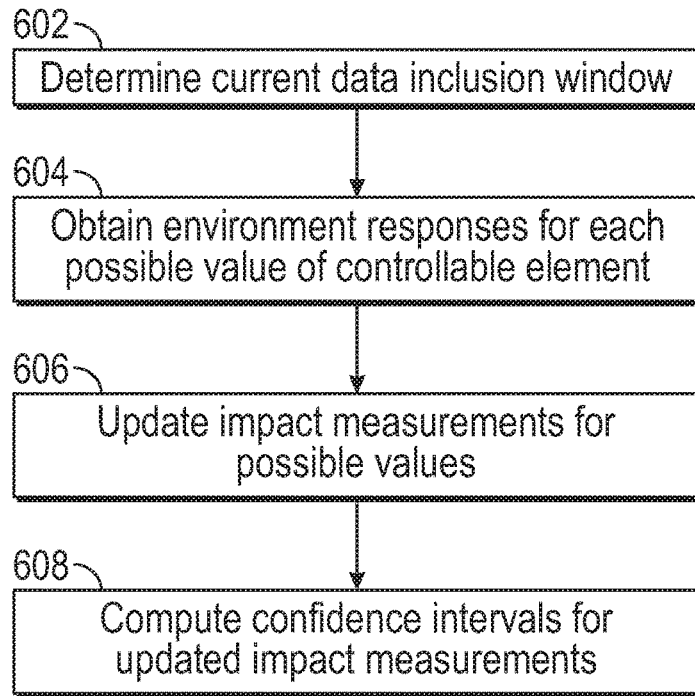 602
Determine current data inclusion window
604
Obtain environment responses for each
possible value of controllable element
606
Update impact measurements for
possible values
608
Compute confidence intervals for
updated impact measurements